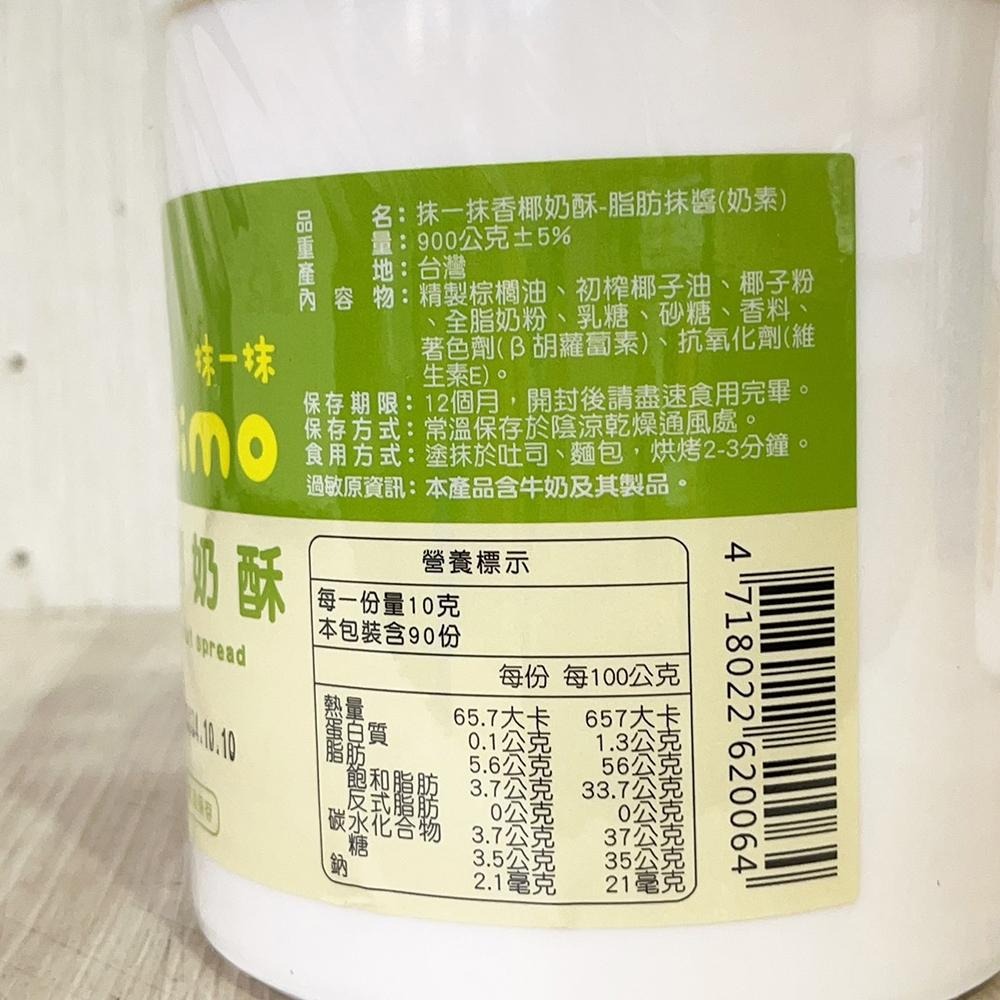 品名：抹一抹香椰奶酥-脂肪抹醬(奶素)
重量：900公克±5%
產地：台灣
內容物：精製棕櫚油、初榨椰子油、椰子粉
、全脂奶粉、乳糖、砂糖、香料、
著色劑(β胡蘿蔔素)、抗氧化劑(維
生素E)。
保存期限：12個月，開封後請盡速食用完畢。
保存方式：常溫保存於陰涼乾燥通風處。
食用方式：塗抹於吐司、麵包，烘烤2-3分鐘。
過敏原資訊：本產品含牛奶及其製品。
抹一抹
imo
奶酥
spread
.10.10
營養標示
每一份量10克
本包裝含90份
每份 每100公克
熱量 65.7大卡 657大卡
蛋白質 0.1公克 1.3公克
脂肪 5.6公克 56公克
飽和脂肪 3.7公克 33.7公克
反式脂肪 0公克 0公克
碳水化合物 3.7公克 37公克
糖 3.5公克 35公克
鈉 2.1毫克 21毫克
4 718022 620064